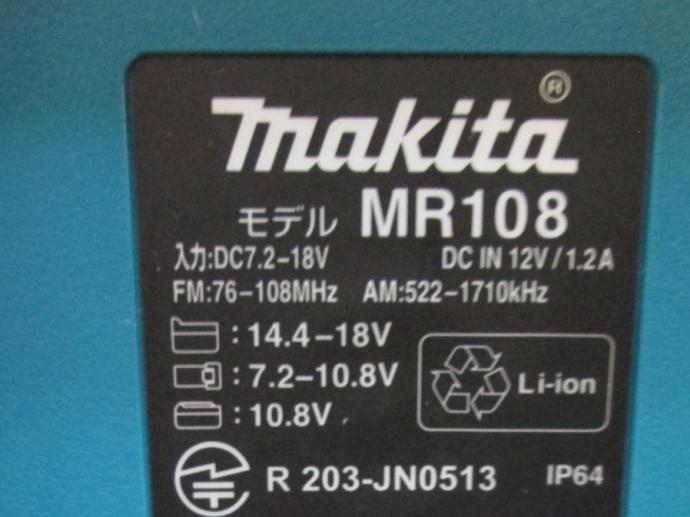 makita®
モデル MR108
入力:DC7.2-18V DC IN 12V/1.2A
FM:76-108MHz AM:522-1710kHz
:14.4-18V
:7.2-10.8V
:10.8V
Li-ion
R 203-JN0513 IP64